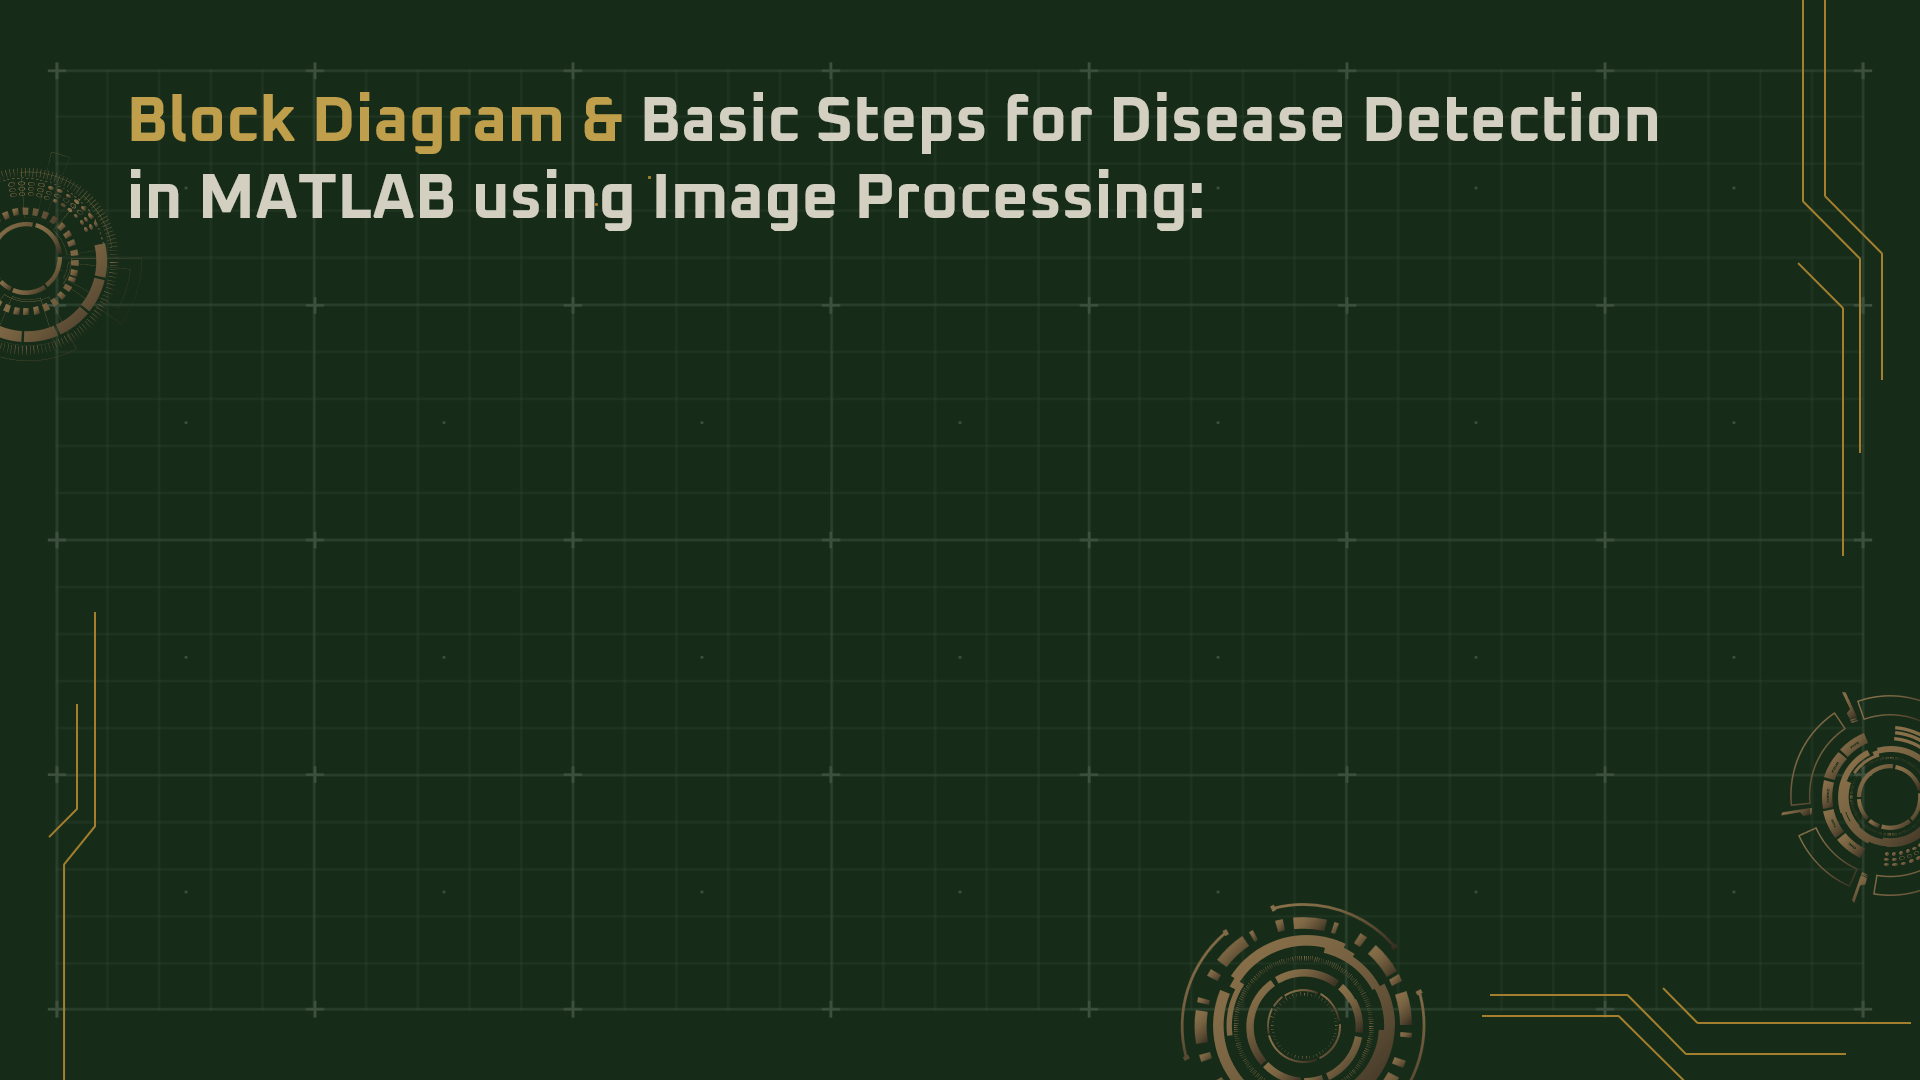 Block Diagram & Basic Steps for Disease Detection
in MATLAB using Image Processing: